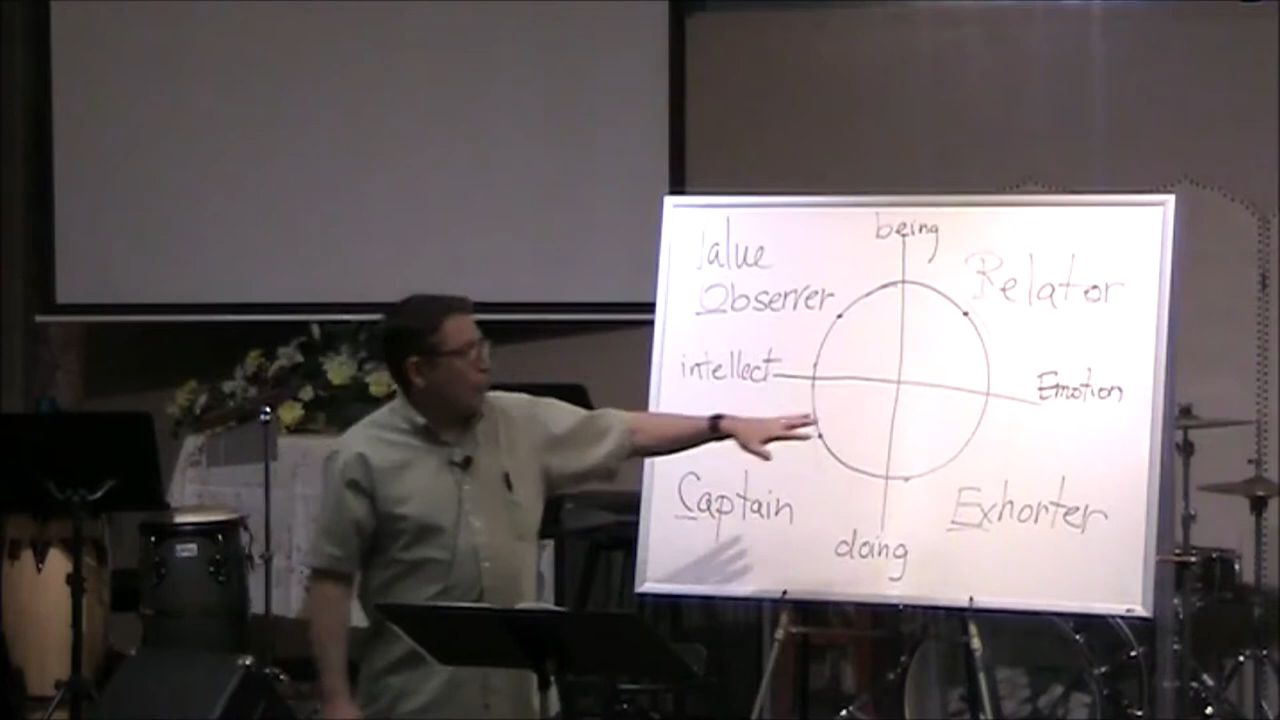 being
Value
Observer
Relator
intellect
Emotion
Captain
Exhorter
doing